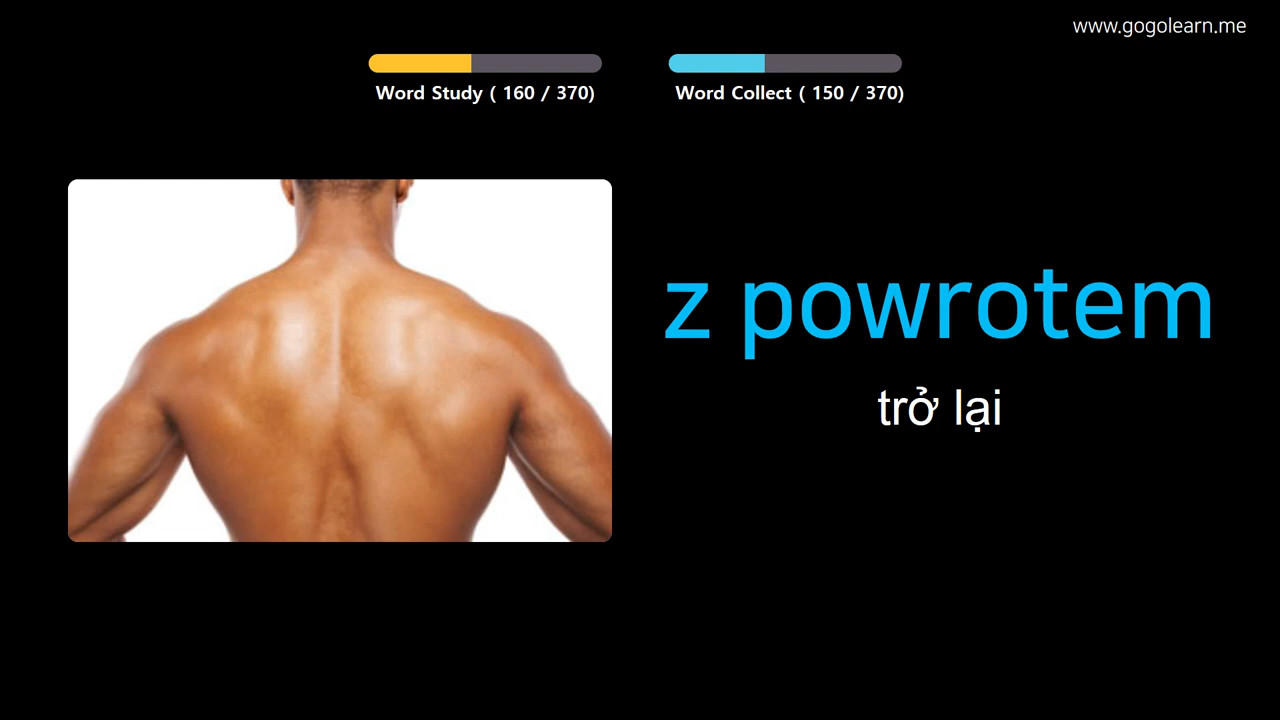 www.gogolearn.me
Word Study ( 160 / 370)
Word Collect ( 150 / 370)
z powrotem
trở lại